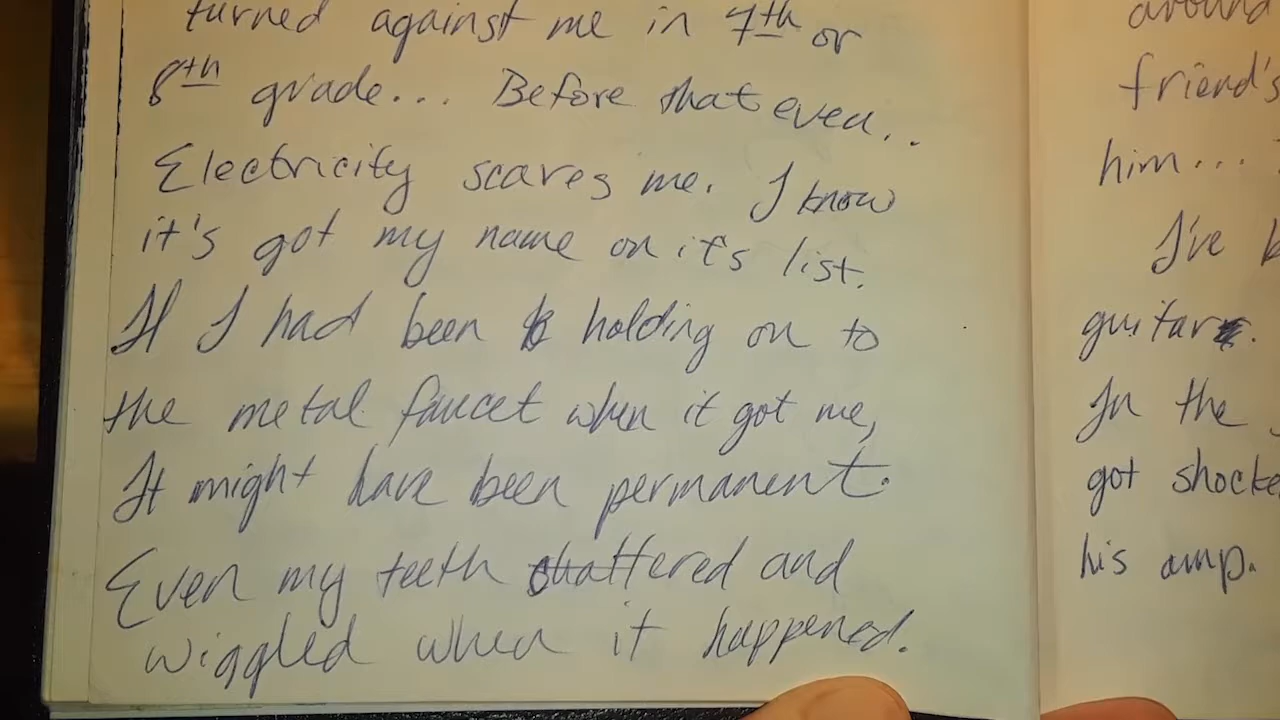 turned against me in 7th or
8th grade... Before that even...
Electricity scares me. I know
it's got my name on it's list.
If I had been holding on to
the metal faucet when it got me,
It might have been permanent.
Even my teeth chattered and
wiggled when it happened.
around
friend's
him...
I've
guitar.
In the
got shocke
his amp.